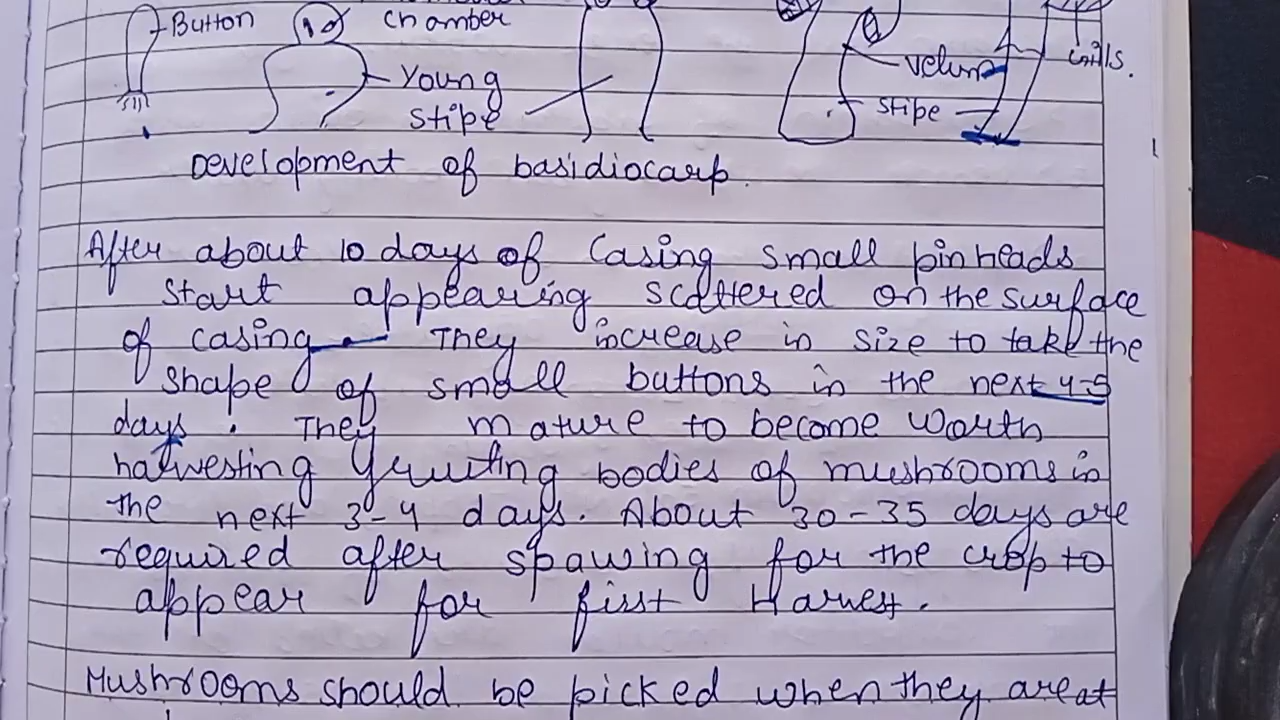 Button
chamber
Young
stipe
velum
stipe
gills.
Development of basidiocarp.
After about 10 days of Casing small pinheads
start appearing scattered on the surface
of casing. They increase in size to take the
shape of small buttons in the next 4-5
days. They mature to become worth
harvesting fruiting bodies of mushrooms in
the next 3-4 days. About 30-35 days are
required after spawing for the crop to
appear for first Harvest.
Mushrooms should be picked when they are at